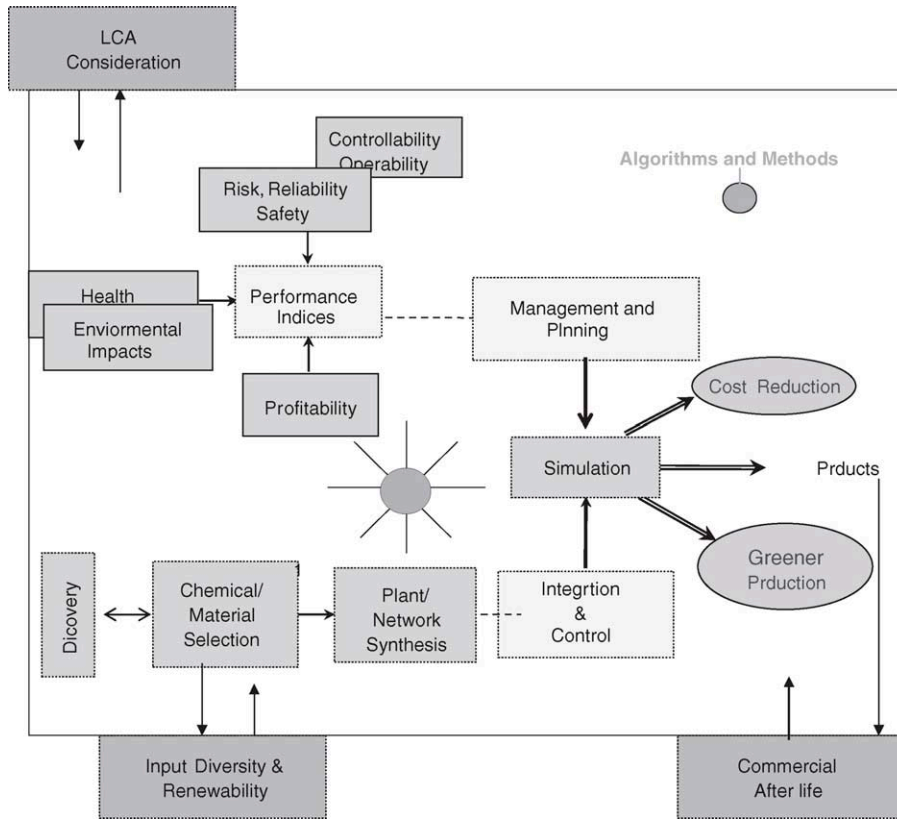 LCA
Consideration
Controllability
Operability
Algorithms and Methods
Risk, Reliability
Safety
Health
Enviormental
Impacts
Performance
Indices
Management and
Plnning
Profitability
Cost Reduction
Simulation
Prducts
Greener
Prduction
Dicovery
Chemical/
Material
Selection
Plant/
Network
Synthesis
Integrtion
&
Control
Input Diversity &
Renewability
Commercial
After life